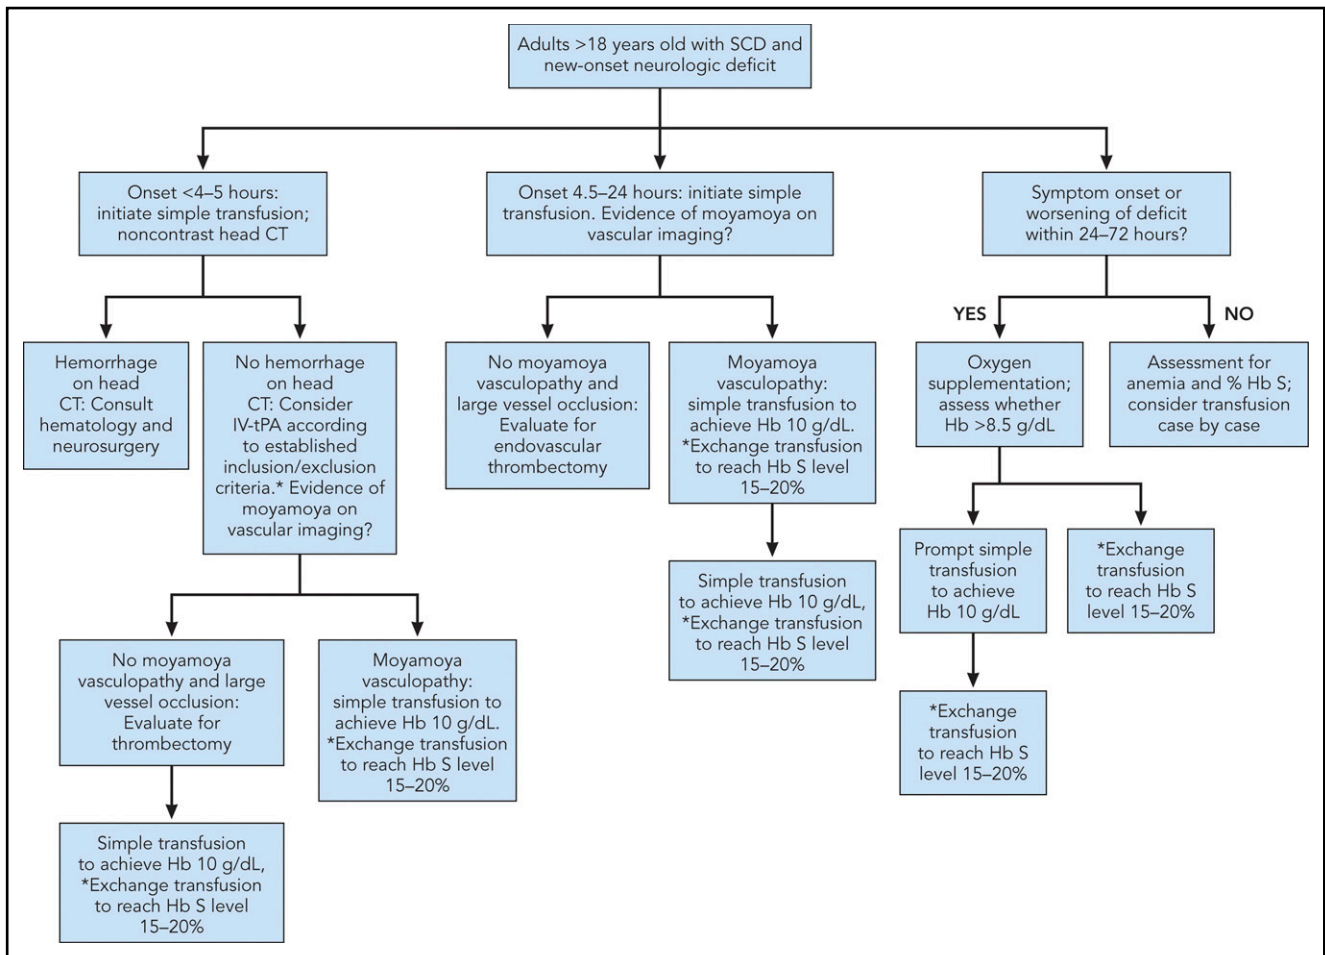 Adults >18 years old with SCD and
new-onset neurologic deficit
Onset <4–5 hours:
initiate simple transfusion;
noncontrast head CT
Onset 4.5–24 hours: initiate simple
transfusion. Evidence of moyamoya on
vascular imaging?
Symptom onset or
worsening of deficit
within 24–72 hours?
YES
NO
Hemorrhage
on head
CT: Consult
hematology and
neurosurgery
No hemorrhage
on head
CT: Consider
IV-tPA according
to established
inclusion/exclusion
criteria.* Evidence of
moyamoya on
vascular imaging?
No moyamoya
vasculopathy and
large vessel occlusion:
Evaluate for
endovascular
thrombectomy
Moyamoya
vasculopathy:
simple transfusion to
achieve Hb 10 g/dL.
*Exchange transfusion
to reach Hb S level
15–20%
Oxygen
supplementation;
assess whether
Hb >8.5 g/dL
Assessment for
anemia and % Hb S;
consider transfusion
case by case
Simple transfusion
to achieve Hb 10 g/dL,
*Exchange transfusion
to reach Hb S level
15–20%
Prompt simple
transfusion
to achieve
Hb 10 g/dL
*Exchange
transfusion
to reach Hb S
level 15–20%
No moyamoya
vasculopathy and large
vessel occlusion:
Evaluate for
thrombectomy
Moyamoya
vasculopathy:
simple transfusion to
achieve Hb 10 g/dL.
*Exchange transfusion
to reach Hb S level
15–20%
*Exchange
transfusion
to reach Hb S
level 15–20%
Simple transfusion
to achieve Hb 10 g/dL,
*Exchange transfusion
to reach Hb S level
15–20%